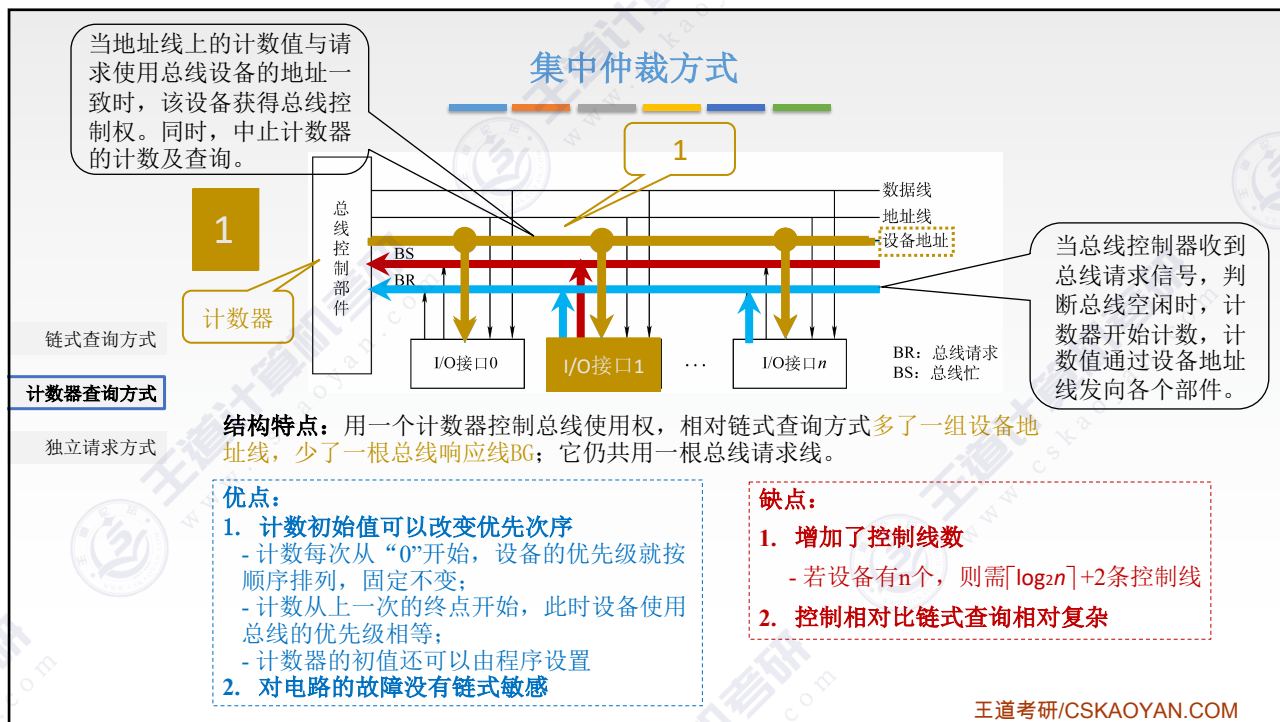 集中仲裁方式
当地址线上的计数值与请
求使用总线设备的地址一
致时，该设备获得总线控
制权。同时，中止计数器
的计数及查询。
1
1
计数器
总
线
控
制
部
件
数据线
地址线
设备地址
BS
BR
I/O接口0
I/O接口1
···
I/O接口n
BR：总线请求
BS：总线忙
当总线控制器收到
总线请求信号，判
断总线空闲时，计
数器开始计数，计
数值通过设备地址
线发向各个部件。
链式查询方式
计数器查询方式
独立请求方式
结构特点：用一个计数器控制总线使用权，相对链式查询方式多了一组设备地
址线，少了一根总线响应线BG；它仍共用一根总线请求线。
优点：
1. 计数初始值可以改变优先次序
- 计数每次从“0”开始，设备的优先级就按
顺序排列，固定不变；
- 计数从上一次的终点开始，此时设备使用
总线的优先级相等；
- 计数器的初值还可以由程序设置
2. 对电路的故障没有链式敏感
缺点：
1. 增加了控制线数
- 若设备有n个，则需⌈log₂n⌉+2条控制线
2. 控制相对比链式查询相对复杂
王道考研/CSKAOYAN.COM